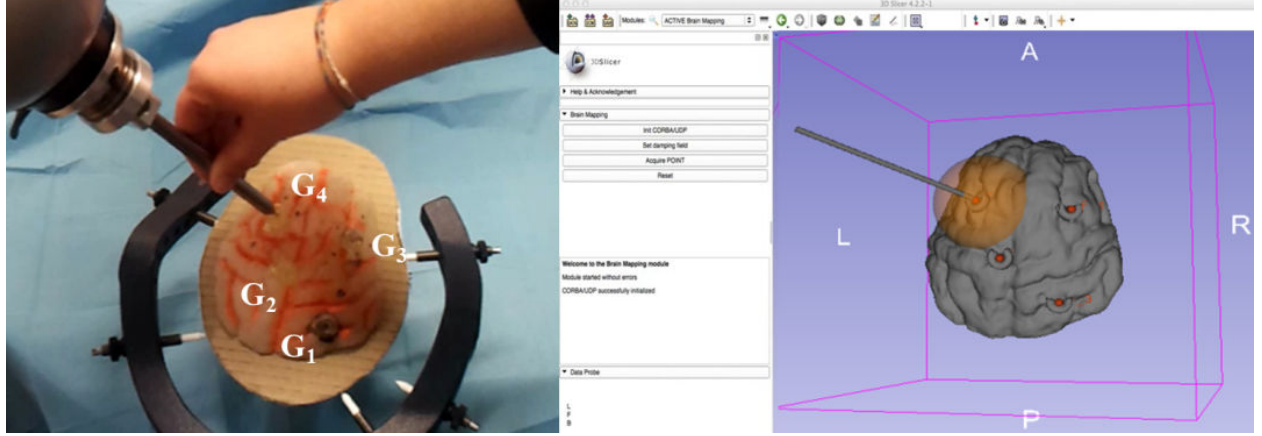 G4
G3
G2
G1
3D Slicer 4.2.2-1
Modules:
ACTIVE Brain Mapping
3DSlicer
Help & Acknowledgement
Brain Mapping
Init CORBA/UDP
Set damping field
Acquire POINT
Reset
Welcome to the Brain Mapping module
Module started without errors
CORBA/UDP successfully initialized
Data Probe
L
F
B
A
L
R
P